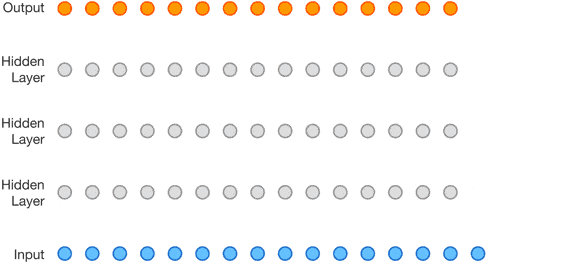 Output
Hidden
Layer
Hidden
Layer
Hidden
Layer
Input